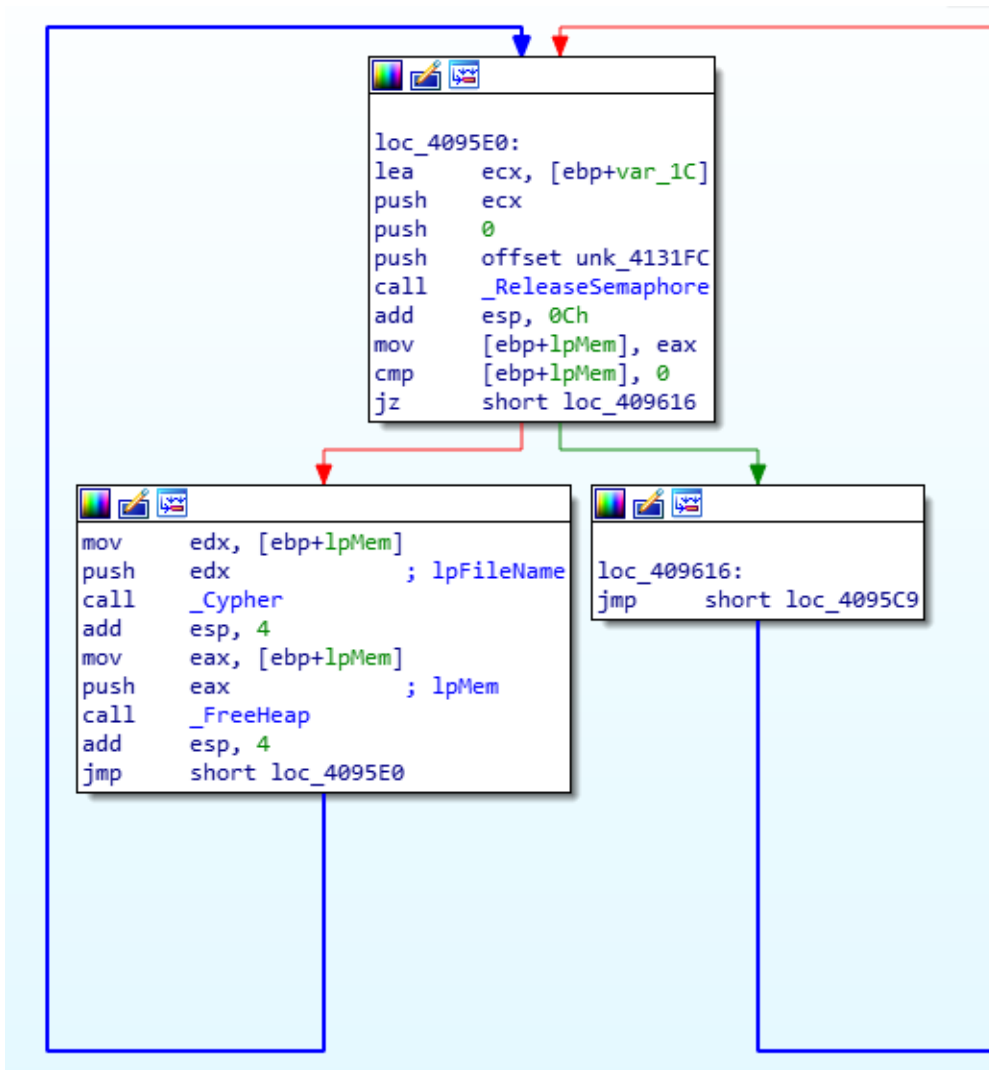 loc_4095E0:
lea ecx, [ebp+var_1C]
push ecx
push 0
push offset unk_4131FC
call _ReleaseSemaphore
add esp, 0Ch
mov [ebp+lpMem], eax
cmp [ebp+lpMem], 0
jz short loc_409616
mov edx, [ebp+lpMem]
push edx ; lpFileName
call _Cypher
add esp, 4
mov eax, [ebp+lpMem]
push eax ; lpMem
call _FreeHeap
add esp, 4
jmp short loc_4095E0
loc_409616:
jmp short loc_4095C9